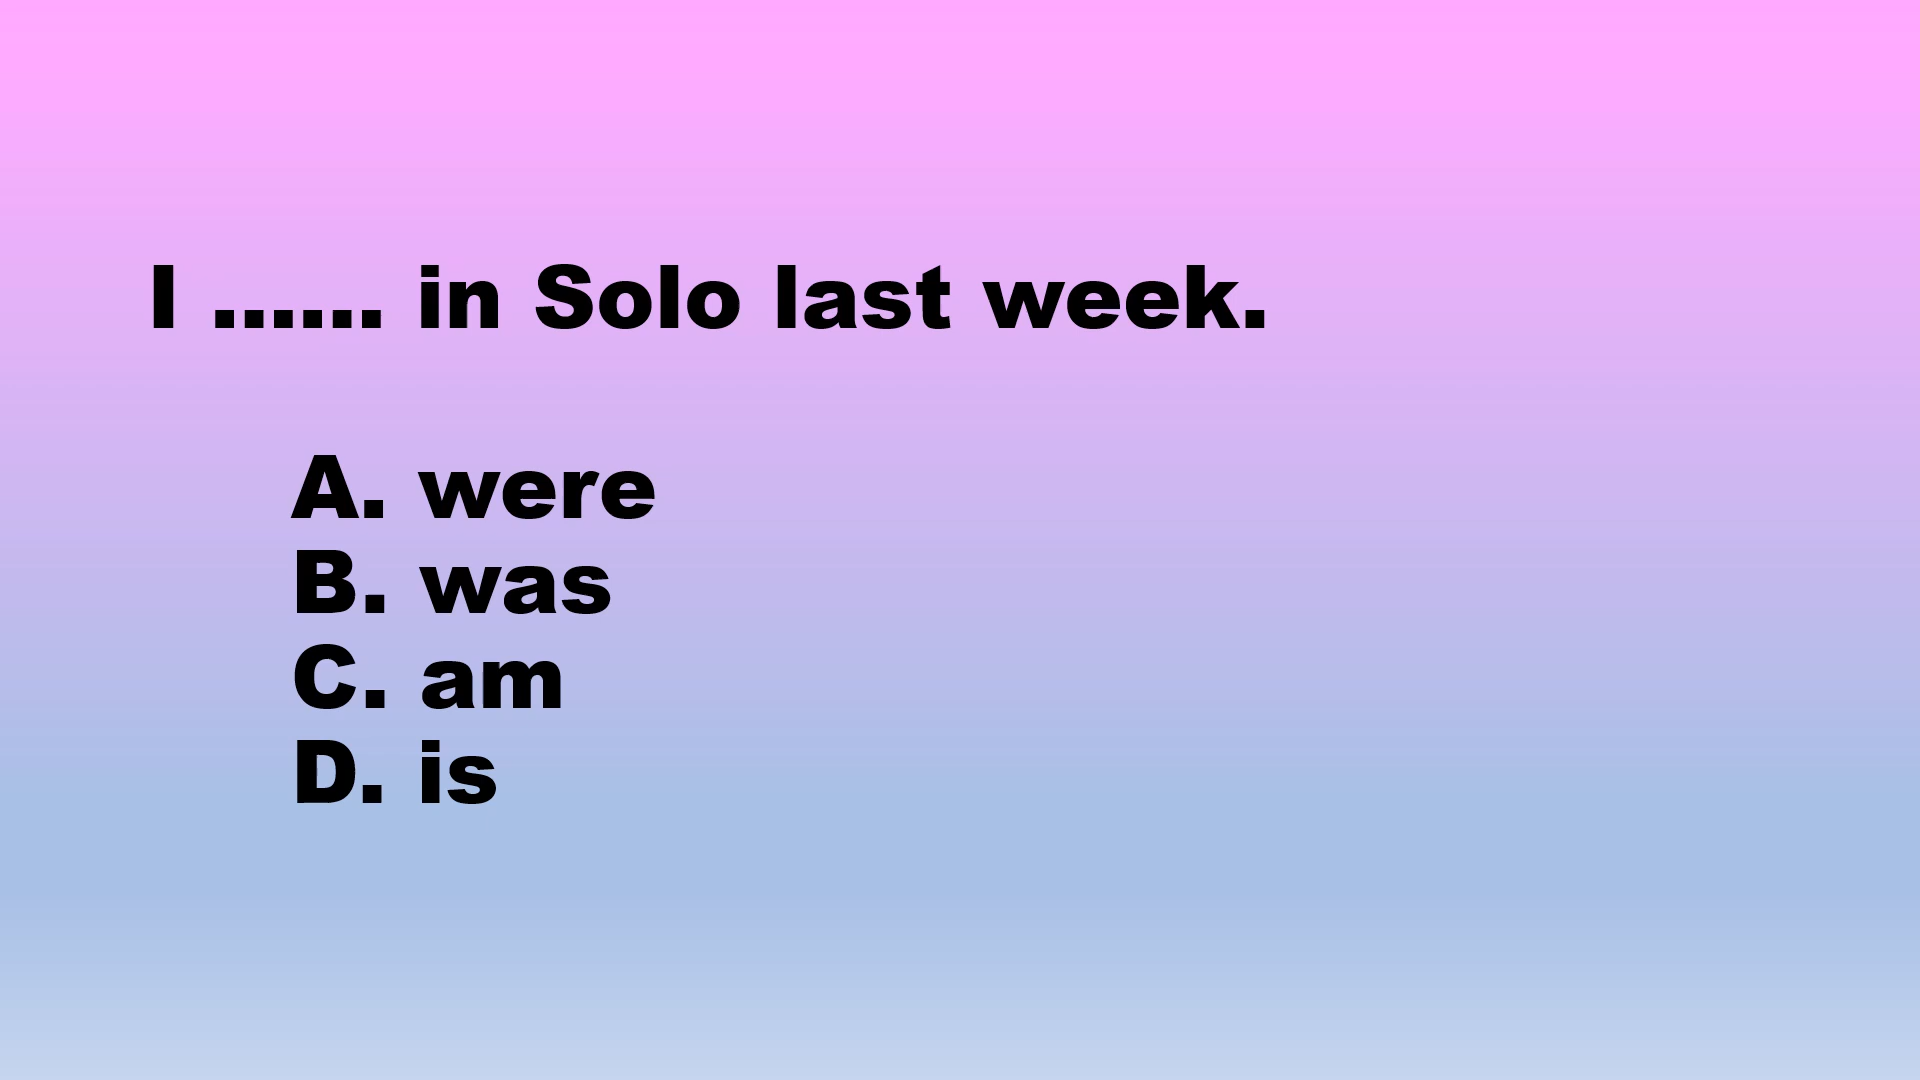 I …… in Solo last week.
A. were
B. was
C. am
D. is